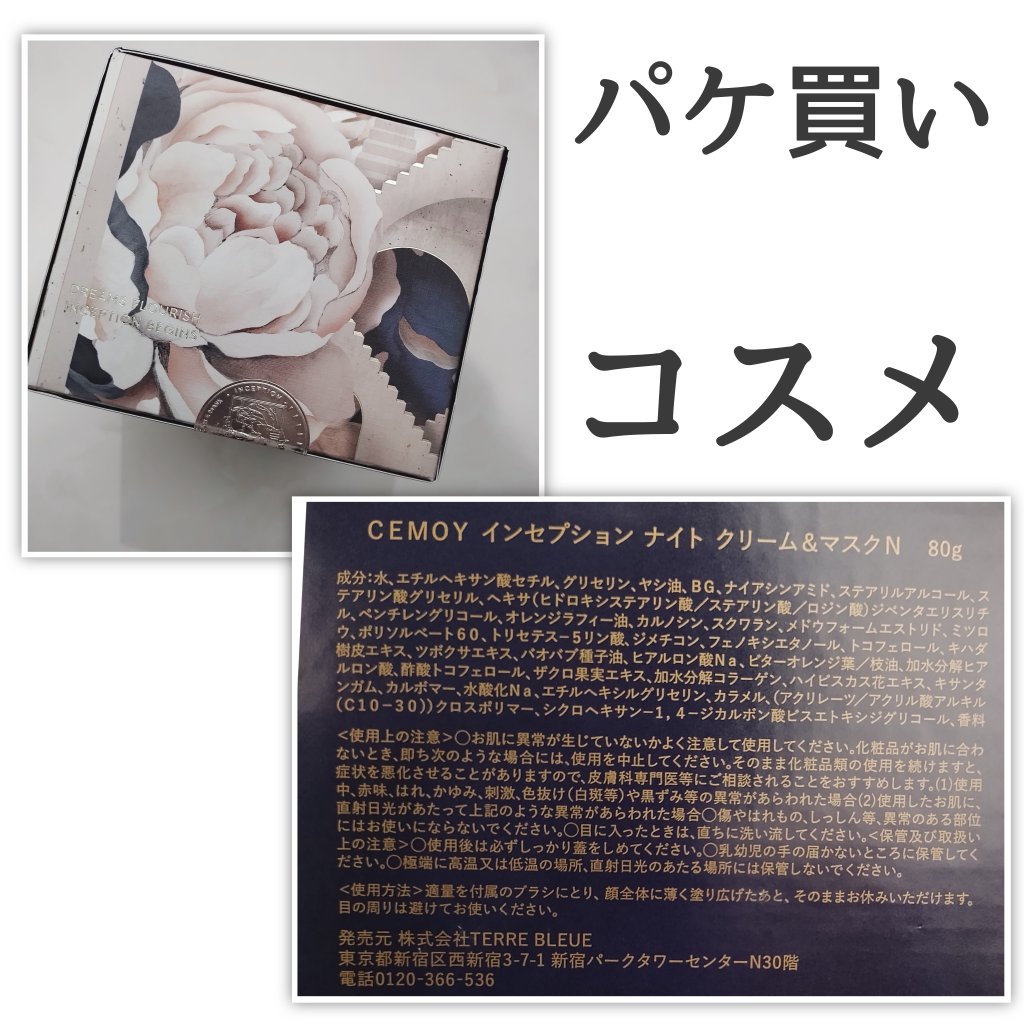 パケ買い
コスメ
DREAMS FLOURISH
INCEPTION BEGINS
INCEPTION
CEMOY インセプション ナイト クリーム&マスクN 80g
成分:水、エチルヘキサン酸セチル、グリセリン、ヤシ油、BG、ナイアシンアミド、ステアリルアルコール、ス
テアリン酸グリセリル、ヘキサ(ヒドロキシステアリン酸/ステアリン酸/ロジン酸)ジペンタエリスリチ
ル、ペンチレングリコール、オレンジラフィー油、カルノシン、スクワラン、メドウフォームエストリド、ミツロ
ウ、ポリソルベート60、トリセテス-5リン酸、ジメチコン、フェノキシエタノール、トコフェロール、キハダ
樹皮エキス、ツボクサエキス、バオバブ種子油、ヒアルロン酸Na、ビターオレンジ葉/枝油、加水分解ヒア
ルロン酸、酢酸トコフェロール、ザクロ果実エキス、加水分解コラーゲン、ハイビスカス花エキス、キサンタ
ンガム、カルボマー、水酸化Na、エチルヘキシルグリセリン、カラメル、(アクリレーツ/アクリル酸アルキル
(C10-30))クロスポリマー、シクロヘキサン-1,4-ジカルボン酸ビスエトキシジグリコール、香料
<使用上の注意>○お肌に異常が生じていないかよく注意して使用してください。化粧品がお肌に合わ
ないとき、即ち次のような場合には、使用を中止してください。そのまま化粧品類の使用を続けますと、
症状を悪化させることがありますので、皮膚科専門医等にご相談されることをおすすめします。(1)使用
中、赤味、はれ、かゆみ、刺激、色抜け(白斑等)や黒ずみ等の異常があらわれた場合(2)使用したお肌に、
直射日光があたって上記のような異常があらわれた場合○傷やはれもの、しっしん等、異常のある部位
にはお使いにならないでください。○目に入ったときは、直ちに洗い流してください。<保管及び取扱い
上の注意>○使用後は必ずしっかり蓋をしめてください。○乳幼児の手の届かないところに保管してく
ださい。○極端に高温又は低温の場所、直射日光のあたる場所には保管しないでください。
<使用方法>適量を付属のブラシにとり、顔全体に薄く塗り広げたあと、そのままお休みいただけます。
目の周りは避けてお使いください。
発売元 株式会社TERRE BLEUE
東京都新宿区西新宿3-7-1 新宿パークタワーセンターN30階
電話0120-366-536